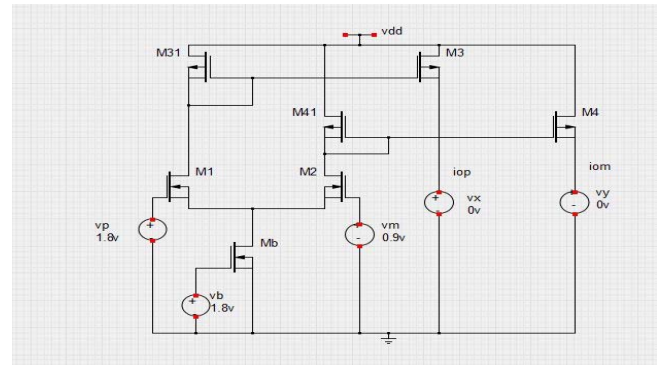 vdd
M31
M3
M41
M4
M1
M2
iop
iom
vp
1.8v
+
-
Mb
vb
1.8v
+
-
vm
0.9v
-
vx
0v
+
-
vy
0v
-